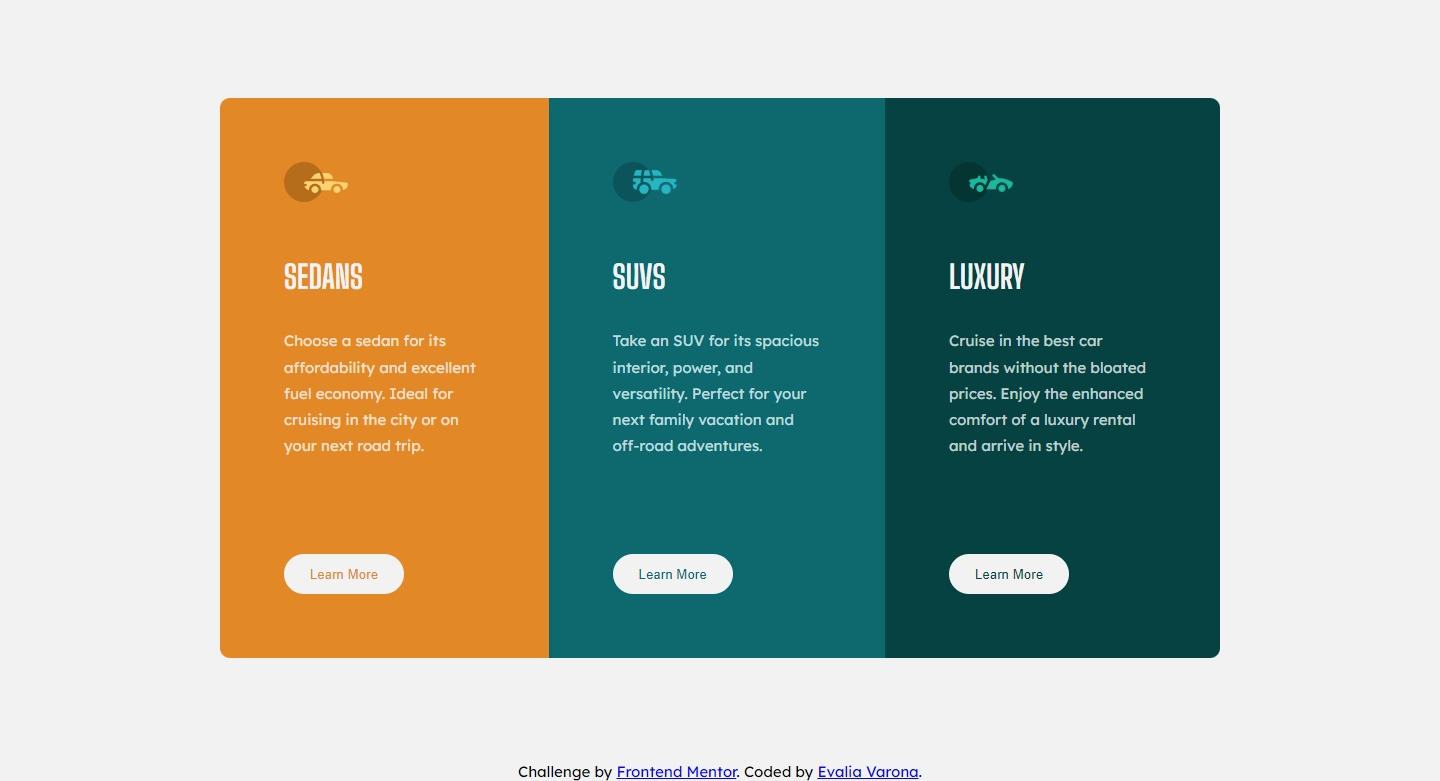 SEDANS
Choose a sedan for its
affordability and excellent
fuel economy. Ideal for
cruising in the city or on
your next road trip.
Learn More
SUVS
Take an SUV for its spacious
interior, power, and
versatility. Perfect for your
next family vacation and
off-road adventures.
Learn More
LUXURY
Cruise in the best car
brands without the bloated
prices. Enjoy the enhanced
comfort of a luxury rental
and arrive in style.
Learn More
Challenge by Frontend Mentor. Coded by Evalia Varona.